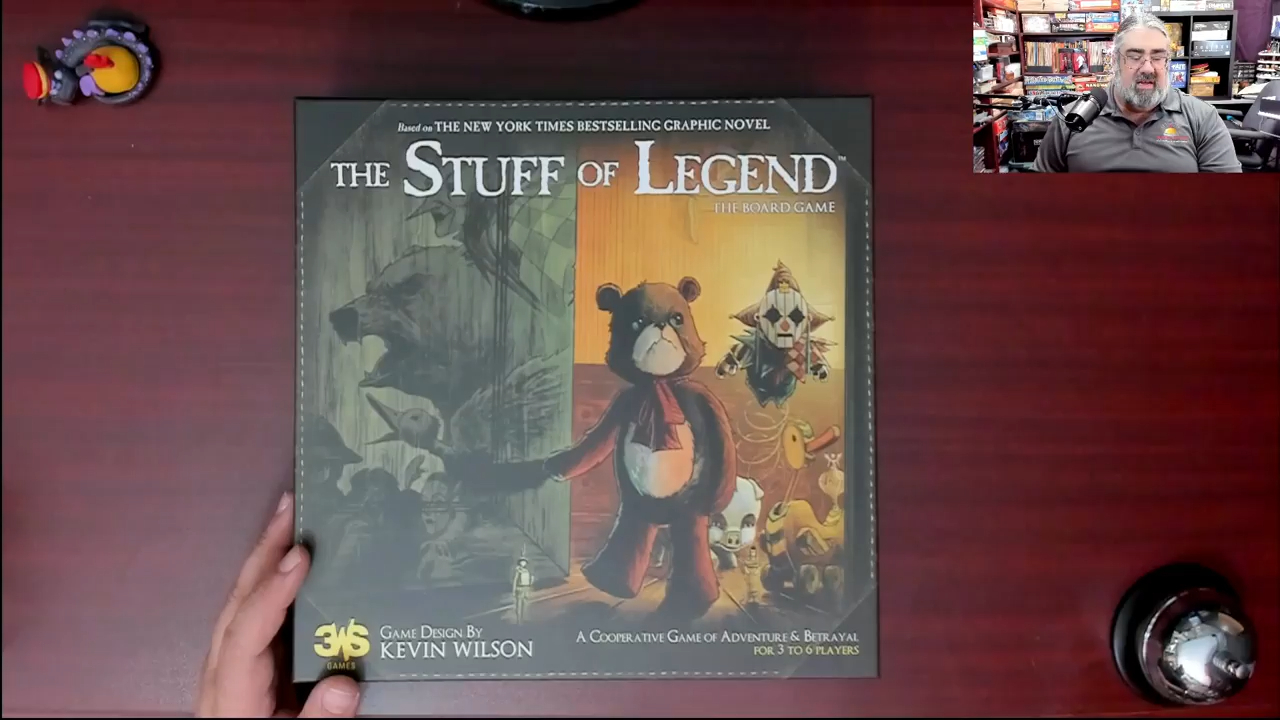 Based on THE NEW YORK TIMES BESTSELLING GRAPHIC NOVEL
THE STUFF OF LEGEND™
THE BOARD GAME
3WS
GAMES
GAME DESIGN BY
KEVIN WILSON
A COOPERATIVE GAME OF ADVENTURE & BETRAYAL
FOR 3 TO 6 PLAYERS